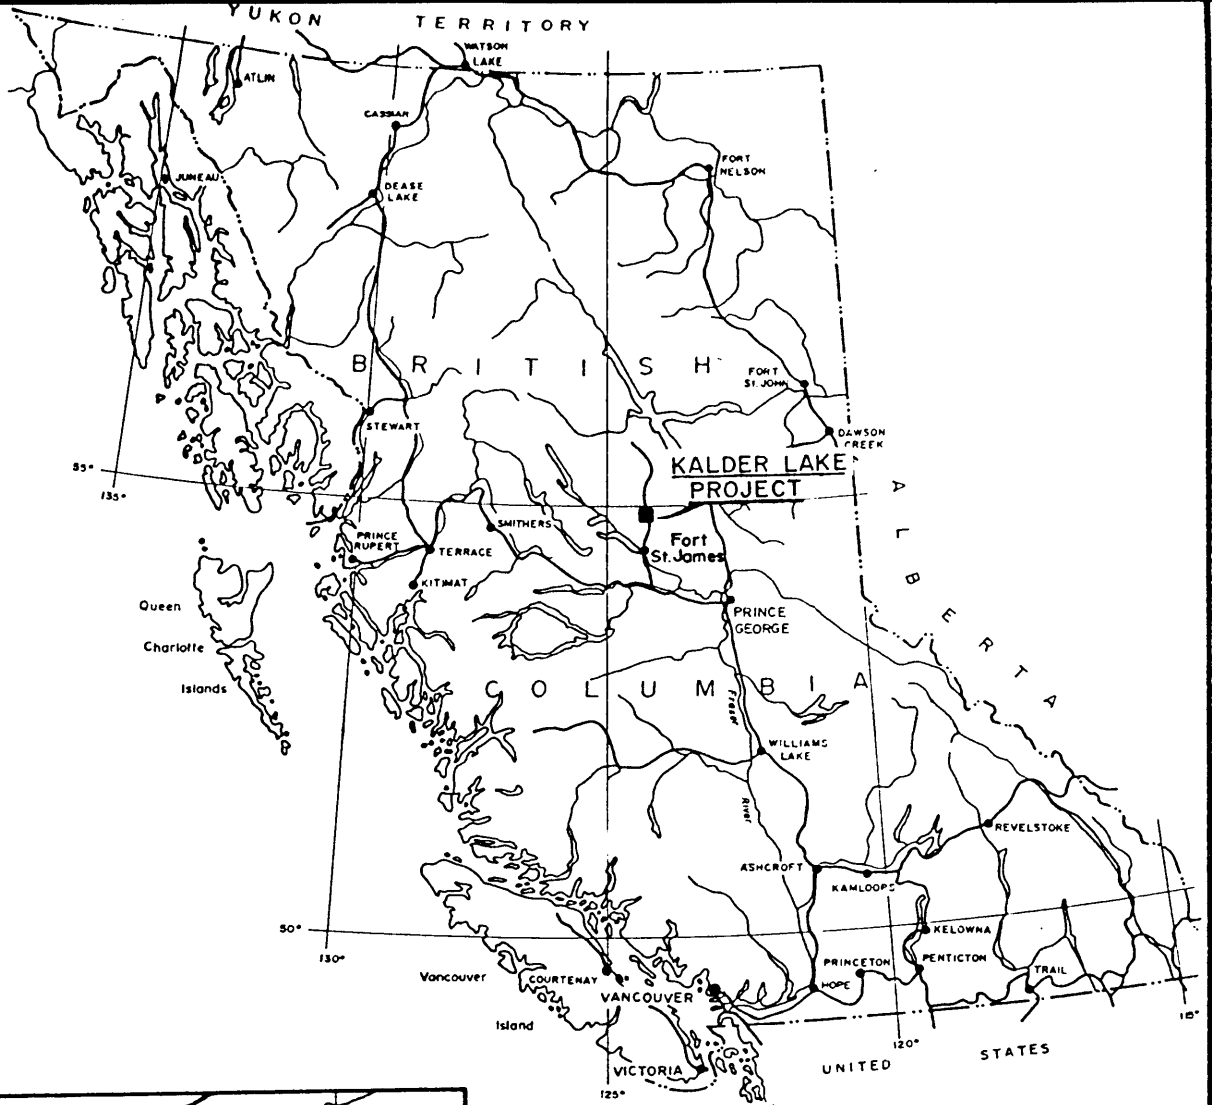 YUKON TERRITORY
WATSON
LAKE
ATLIN
CASSIAR
FORT
NELSON
JUNEAU
DEASE
LAKE
BRITISH
FORT
St. JOHN
STEWART
DAWSON
CREEK
55°
135°
KALDER LAKE
PROJECT
ALBERTA
SMITHERS
PRINCE
RUPERT
TERRACE
Fort
St. James
KITIMAT
Queen
Charlotte
Islands
PRINCE
GEORGE
COLUMBIA
Fraser
River
WILLIAMS
LAKE
REVELSTOKE
ASHCROFT
KAMLOOPS
50°
130°
KELOWNA
Vancouver
Island
COURTENAY
VANCOUVER
PRINCETON
PENTICTON
HOPE
TRAIL
VICTORIA
125°
120°
115°
UNITED STATES